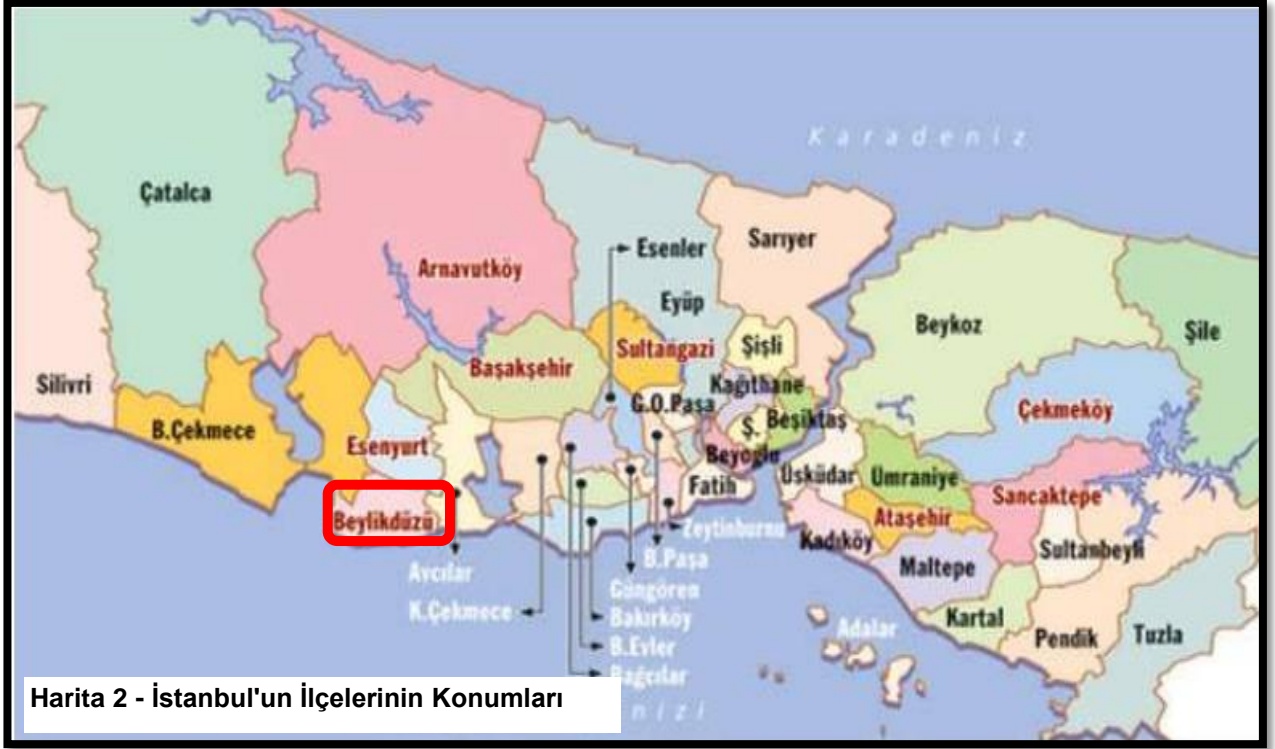 Karadeniz
Çatalca
Esenler
Sarıyer
Arnavutköy
Eyüp
Beykoz
Şile
Sultangazi
Şişli
Başakşehir
Silivri
Kağıthane
G.O.Paşa
Çekmeköy
B.Çekmece
Ş.
Beşiktaş
Esenyurt
Beyoğlu
Üsküdar
Ümraniye
Fatih
Sancaktepe
Beylikdüzü
Ataşehir
Zeytinburnu
Kadıköy
Sultanbeyli
B.Paşa
Maltepe
Avcılar
Güngören
K.Çekmece
Bakırköy
Kartal
Adalar
Pendik
Tuzla
B.Evler
Bağcılar
Harita 2 - İstanbul'un İlçelerinin Konumları
nizi